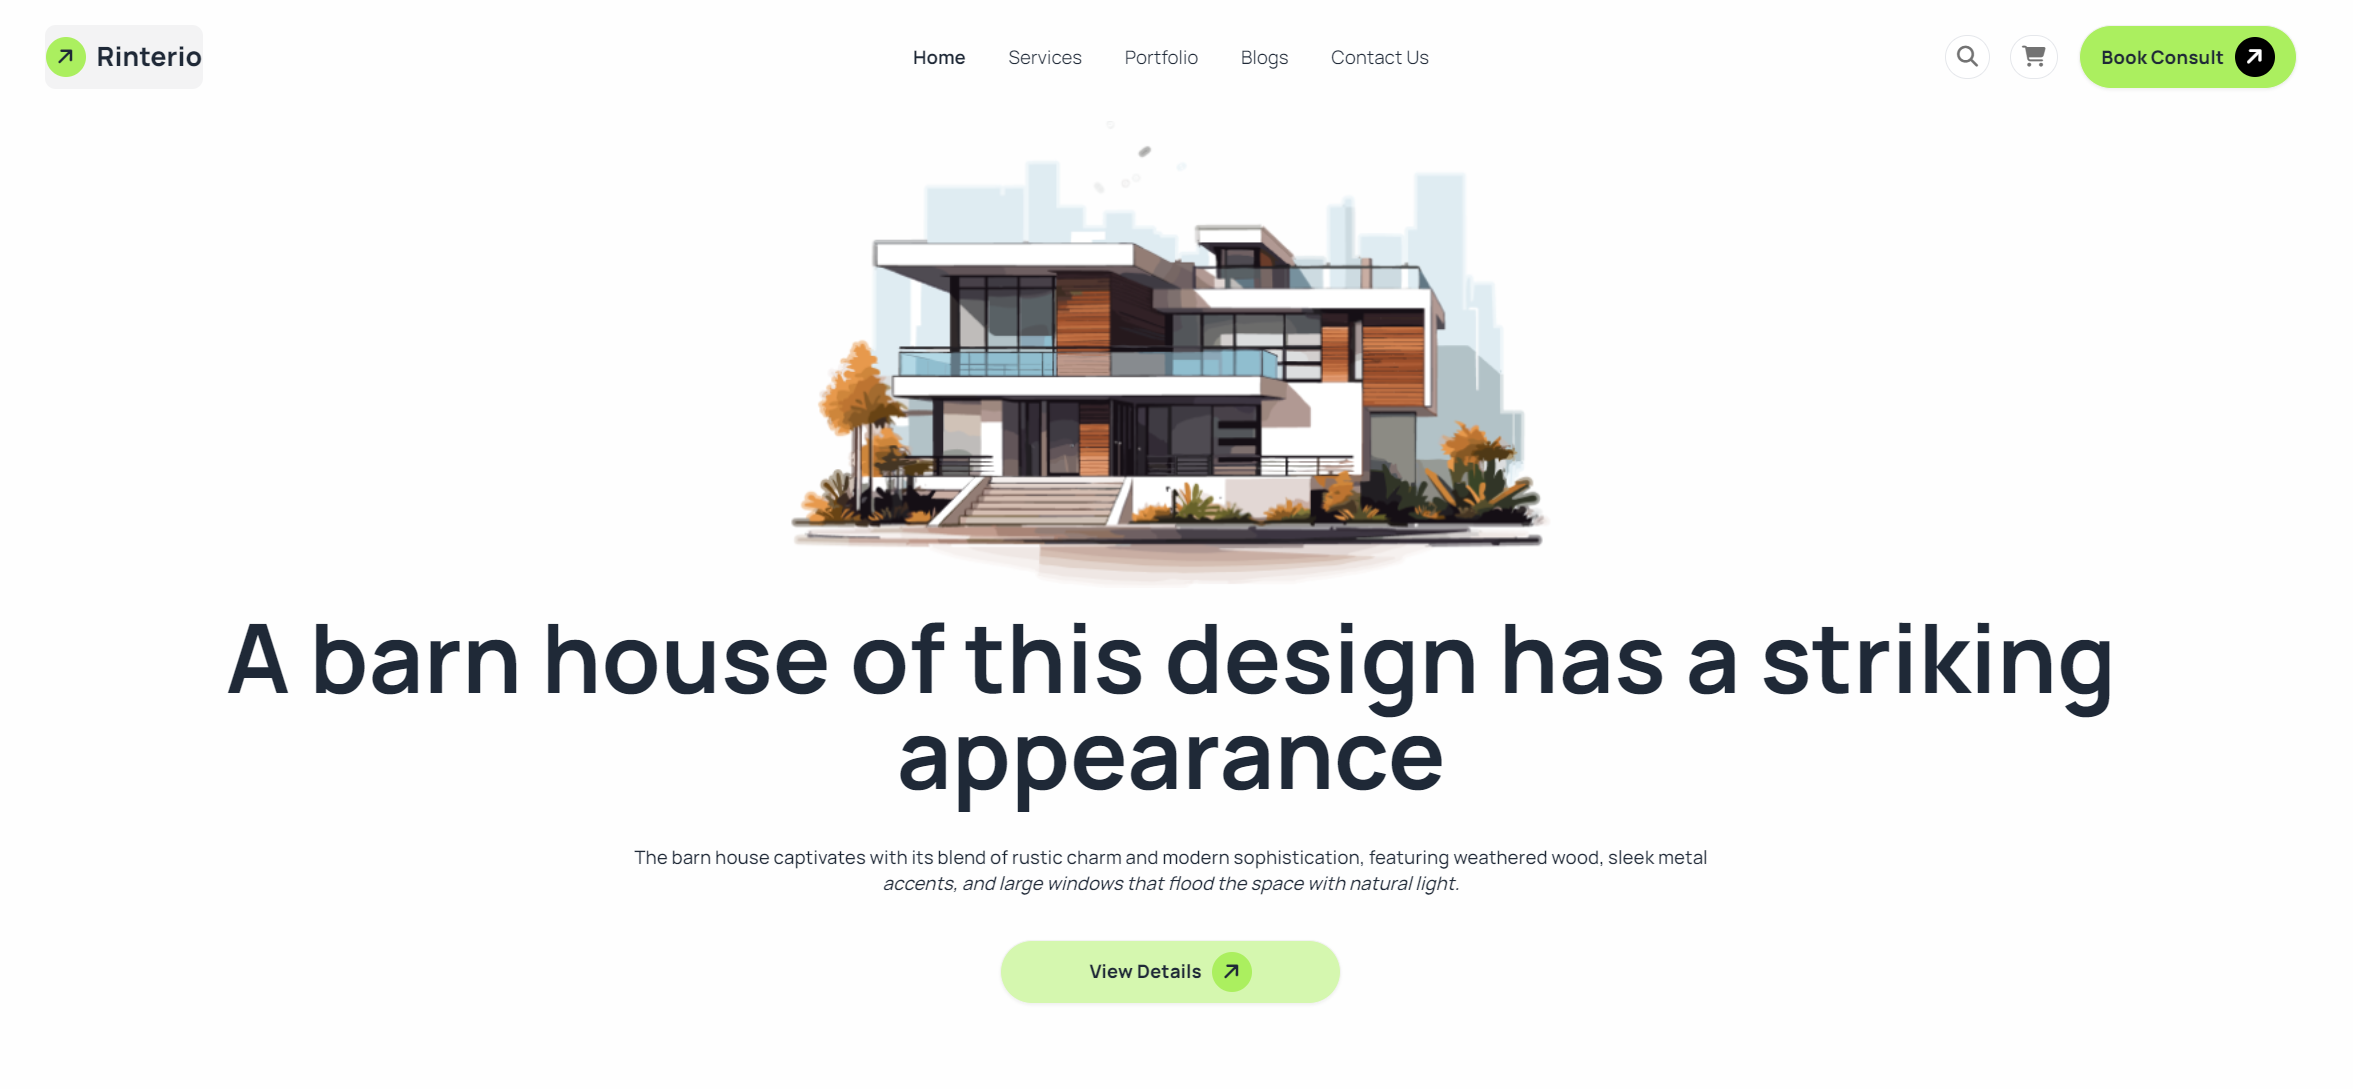 Rinterio
Home Services Portfolio Blogs Contact Us
Book Consult
A barn house of this design has a striking
appearance
The barn house captivates with its blend of rustic charm and modern sophistication, featuring weathered wood, sleek metal
accents, and large windows that flood the space with natural light.
View Details